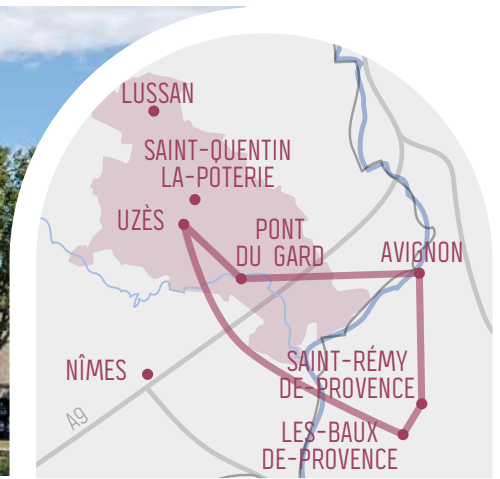 LUSSAN
SAINT-QUENTIN
LA-POTERIE
UZÈS
PONT
DU GARD
AVIGNON
NÎMES
SAINT-RÉMY
DE-PROVENCE
A9
LES-BAUX
DE-PROVENCE